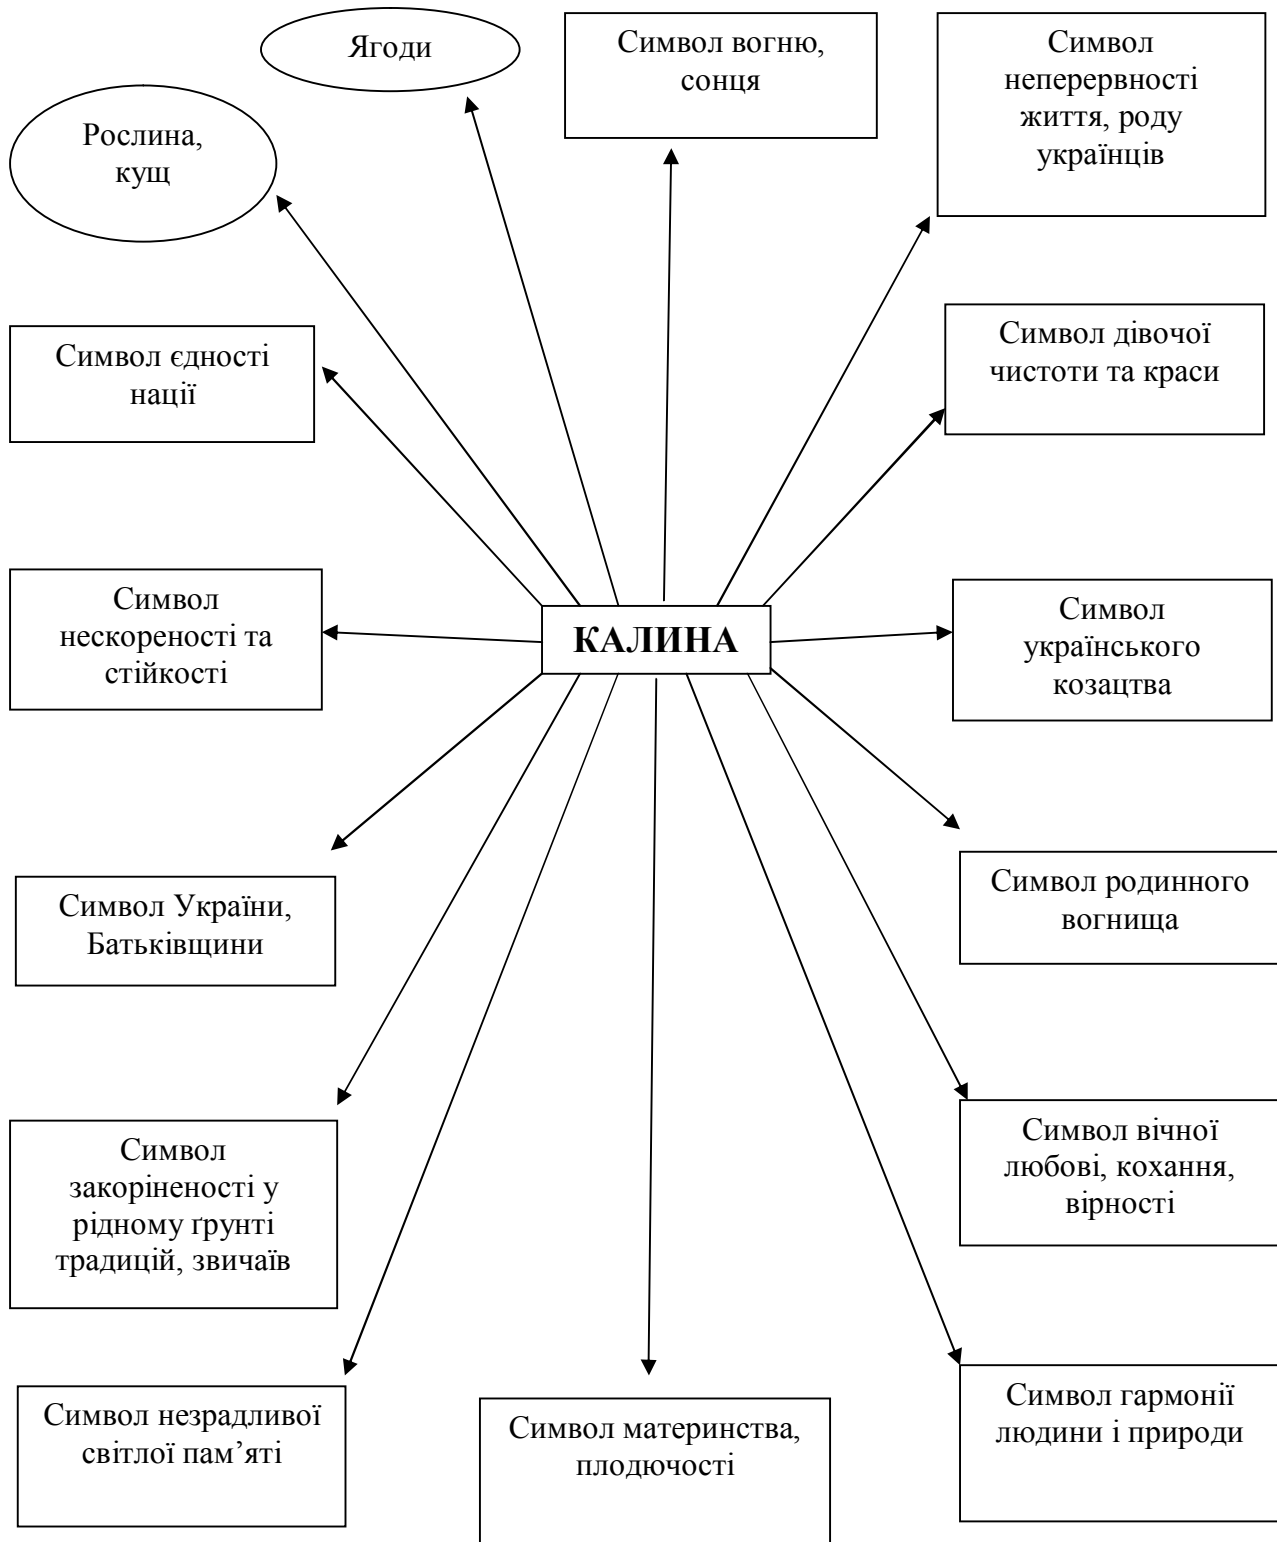 Ягоди
Символ вогню,
сонця
Символ
неперервності
життя, роду
українців
Рослина,
кущ
Символ єдності
нації
Символ дівочої
чистоти та краси
Символ
нескореності та
стійкості
КАЛИНА
Символ
українського
козацтва
Символ України,
Батьківщини
Символ родинного
вогнища
Символ
закоріненості у
рідному ґрунті
традицій, звичаїв
Символ вічної
любові, кохання,
вірності
Символ незрадливої
світлої пам’яті
Символ материнства,
плодючості
Символ гармонії
людини і природи